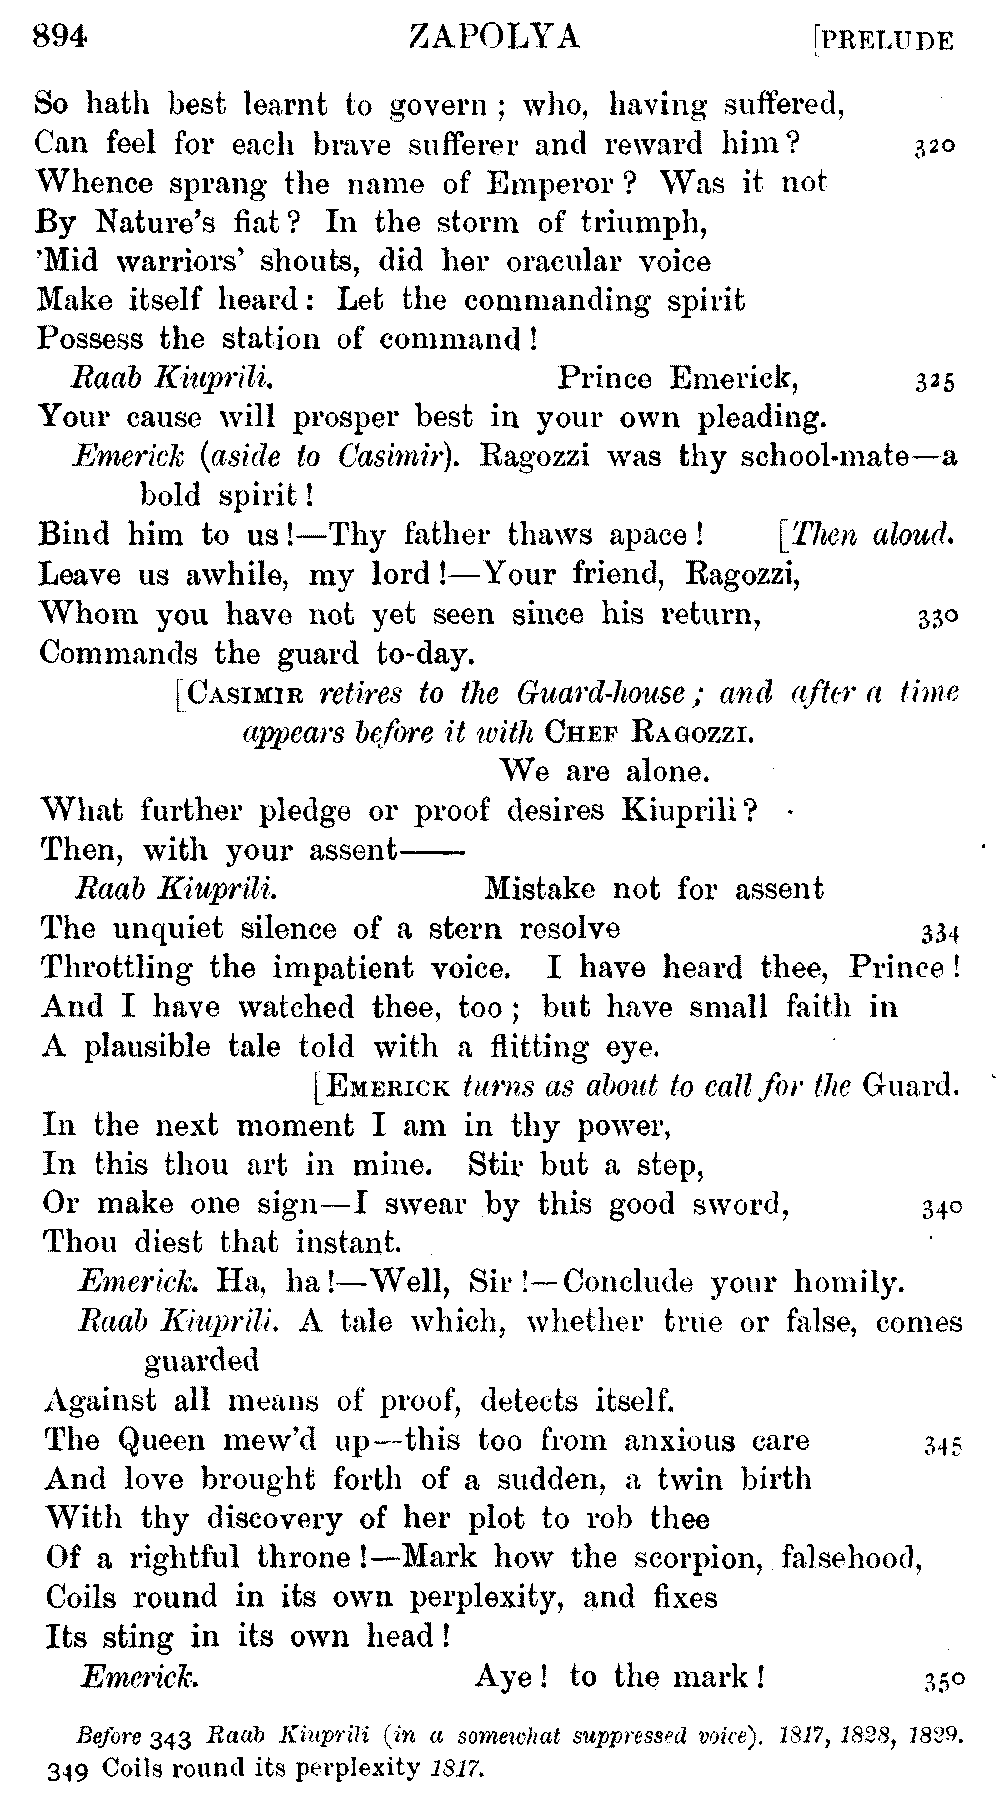 894 ZAPOLYA [PRELUDE
So hath best learnt to govern ; who, having suffered,
Can feel for each brave sufferer and reward him ? 320
Whence sprang the name of Emperor ? Was it not
By Nature's fiat ? In the storm of triumph,
'Mid warriors' shouts, did her oracular voice
Make itself heard : Let the commanding spirit
Possess the station of command !
Raab Kiuprili. Prince Emerick, 325
Your cause will prosper best in your own pleading.
Emerick (aside to Casimir). Ragozzi was thy school-mate—a
bold spirit !
Bind him to us !—Thy father thaws apace ! [Then aloud.
Leave us awhile, my lord !—Your friend, Ragozzi,
Whom you have not yet seen since his return, 330
Commands the guard to-day.
[CASIMIR retires to the Guard-house ; and after a time
appears before it with CHEF RAGOZZI.
We are alone.
What further pledge or proof desires Kiuprili ?
Then, with your assent——
Raab Kiuprili. Mistake not for assent
The unquiet silence of a stern resolve 334
Throttling the impatient voice. I have heard thee, Prince !
And I have watched thee, too ; but have small faith in
A plausible tale told with a flitting eye.
[EMERICK turns as about to call for the Guard.
In the next moment I am in thy power,
In this thou art in mine. Stir but a step,
Or make one sign—I swear by this good sword, 340
Thou diest that instant.
Emerick. Ha, ha !—Well, Sir !—Conclude your homily.
Raab Kiuprili. A tale which, whether true or false, comes
guarded
Against all means of proof, detects itself.
The Queen mew'd up—this too from anxious care 345
And love brought forth of a sudden, a twin birth
With thy discovery of her plot to rob thee
Of a rightful throne !—Mark how the scorpion, falsehood,
Coils round in its own perplexity, and fixes
Its sting in its own head !
Emerick. Aye ! to the mark ! 350
Before 343 Raab Kiuprili (in a somewhat suppressed voice). 1817, 1828, 1829.
349 Coils round its perplexity 1817.